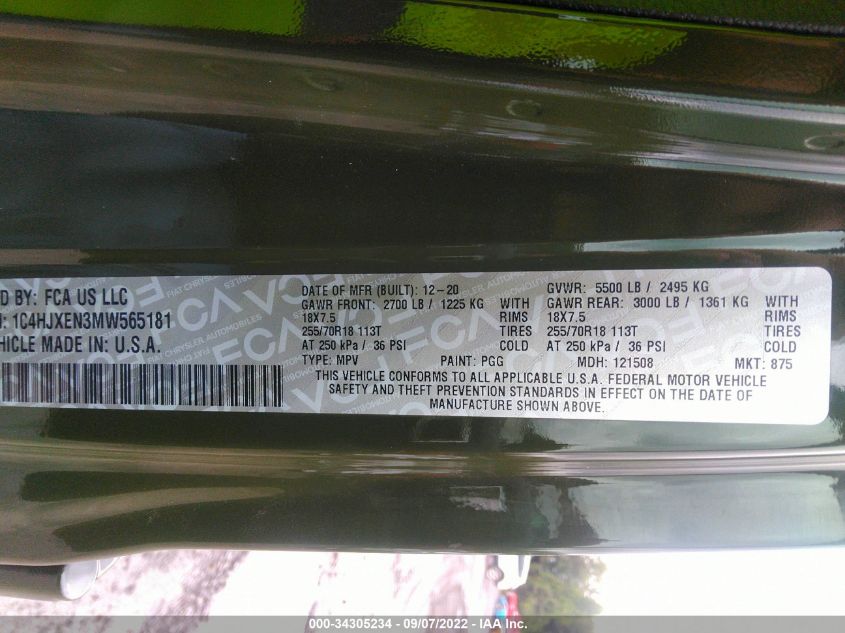 D BY: FCA US LLC
: 1C4HJXEN3MW565181
EHICLE MADE IN: U.S.A.
DATE OF MFR (BUILT): 12-20 GVWR: 5500 LB / 2495 KG
GAWR FRONT: 2700 LB / 1225 KG WITH GAWR REAR: 3000 LB / 1361 KG WITH
18X7.5 RIMS 18X7.5 RIMS
255/70R18 113T TIRES 255/70R18 113T TIRES
AT 250 kPa / 36 PSI COLD AT 250 kPa / 36 PSI COLD
TYPE: MPV PAINT: PGG MDH: 121508 MKT: 875
THIS VEHICLE CONFORMS TO ALL APPLICABLE U.S.A. FEDERAL MOTOR VEHICLE
SAFETY AND THEFT PREVENTION STANDARDS IN EFFECT ON THE DATE OF
MANUFACTURE SHOWN ABOVE.
000-34305234 - 09/07/2022 - IAA Inc.